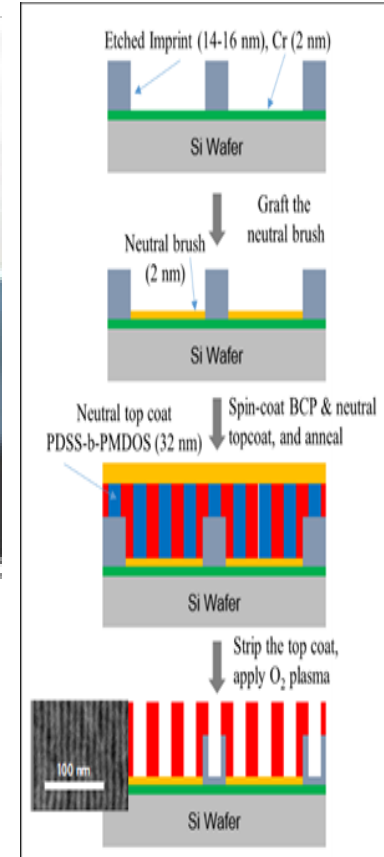 Etched Imprint (14-16 nm), Cr (2 nm)
Si Wafer
Graft the
neutral brush
Neutral brush
(2 nm)
Si Wafer
Neutral top coat
PDSS-b-PMDOS (32 nm)
Spin-coat BCP & neutral
topcoat, and anneal
Si Wafer
Strip the top coat,
apply O₂ plasma
100 nm
Si Wafer